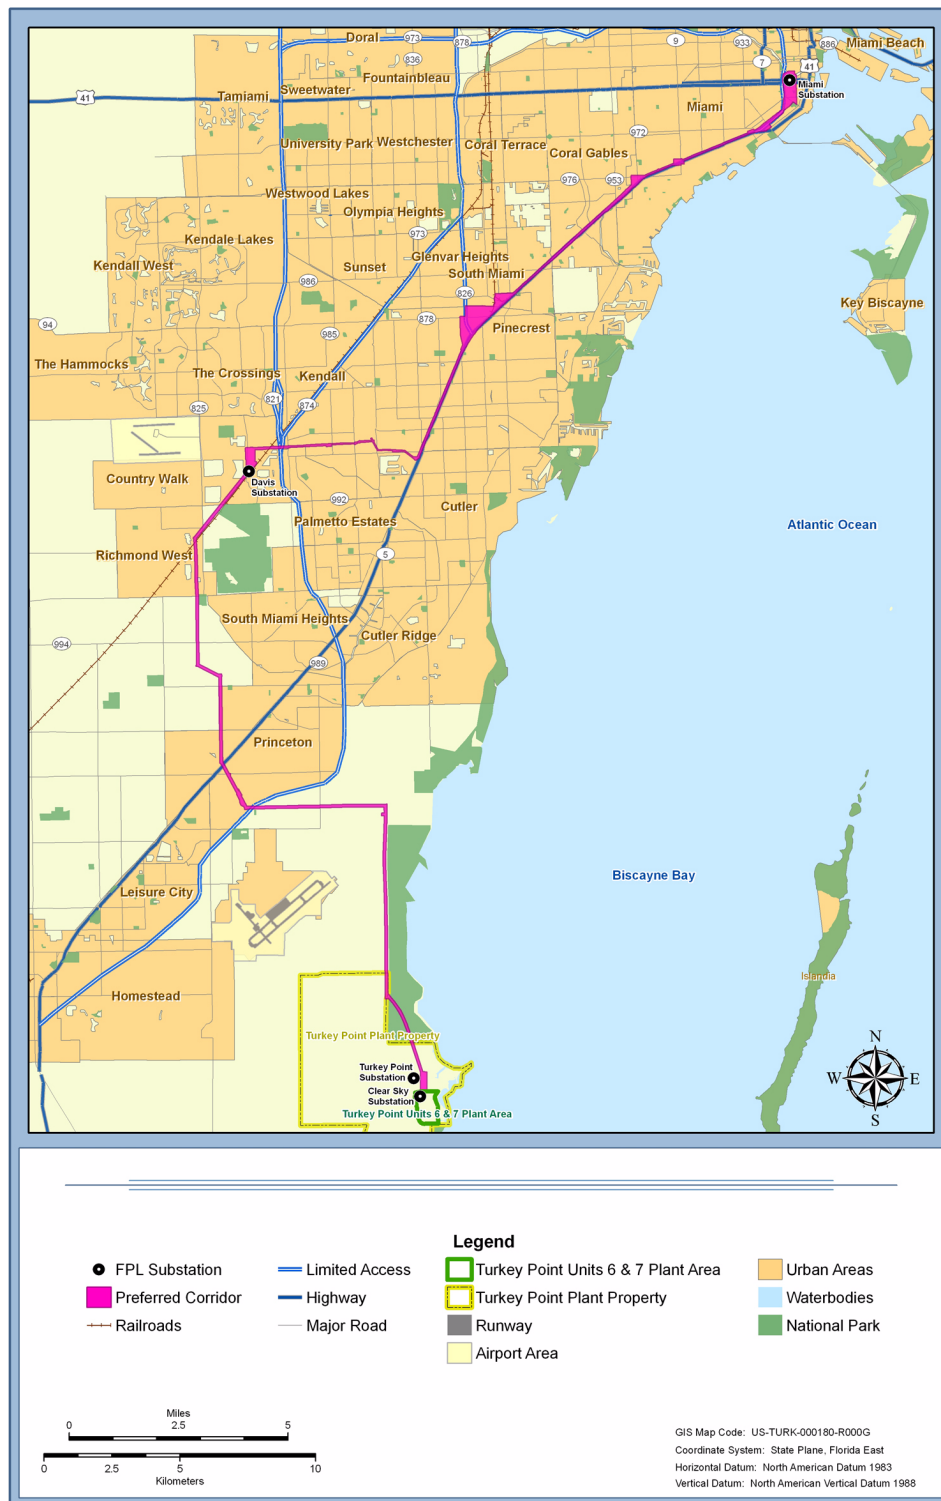 Doral
973
878
9
933
886
Miami Beach
836
7
41
Fountainbleau
41
Tamiami
Sweetwater
Miami
Substation
Miami
972
University Park
Westchester
Coral Terrace
Coral Gables
976
953
Westwood Lakes
Olympia Heights
973
Kendale Lakes
Glenvar Heights
Kendall West
Sunset
South Miami
986
826
Key Biscayne
94
878
Pinecrest
985
The Hammocks
The Crossings
Kendall
821
874
825
Country Walk
Davis
Substation
992
Cutler
Palmetto Estates
Atlantic Ocean
Richmond West
5
South Miami Heights
Cutler Ridge
994
989
Princeton
Biscayne Bay
Leisure City
Islandia
Homestead
Turkey Point Plant Property
N
W
E
S
Turkey Point
Substation
Clear Sky
Substation
Turkey Point Units 6 & 7 Plant Area
Legend
FPL Substation
Limited Access
Turkey Point Units 6 & 7 Plant Area
Urban Areas
Preferred Corridor
Highway
Turkey Point Plant Property
Waterbodies
Railroads
Major Road
Runway
National Park
Airport Area
Miles
0 2.5 5
0 2.5 5 10
Kilometers
GIS Map Code: US-TURK-000180-R000G
Coordinate System: State Plane, Florida East
Horizontal Datum: North American Datum 1983
Vertical Datum: North American Vertical Datum 1988